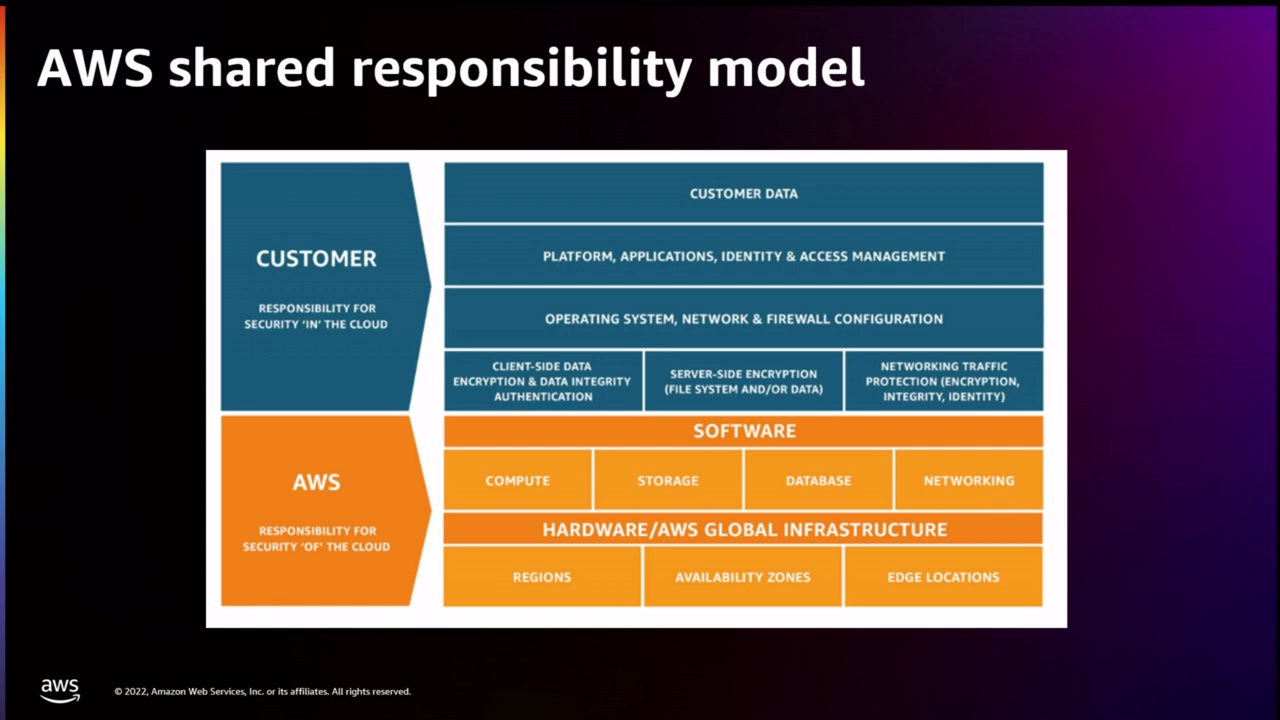 AWS shared responsibility model
CUSTOMER
RESPONSIBILITY FOR
SECURITY ‘IN’ THE CLOUD
CUSTOMER DATA
PLATFORM, APPLICATIONS, IDENTITY & ACCESS MANAGEMENT
OPERATING SYSTEM, NETWORK & FIREWALL CONFIGURATION
CLIENT-SIDE DATA
ENCRYPTION & DATA INTEGRITY
AUTHENTICATION
SERVER-SIDE ENCRYPTION
(FILE SYSTEM AND/OR DATA)
NETWORKING TRAFFIC
PROTECTION (ENCRYPTION,
INTEGRITY, IDENTITY)
AWS
RESPONSIBILITY FOR
SECURITY ‘OF’ THE CLOUD
SOFTWARE
COMPUTE
STORAGE
DATABASE
NETWORKING
HARDWARE/AWS GLOBAL INFRASTRUCTURE
REGIONS
AVAILABILITY ZONES
EDGE LOCATIONS
aws
© 2022, Amazon Web Services, Inc. or its affiliates. All rights reserved.